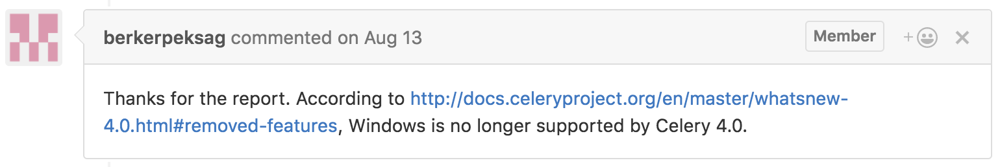 berkerpeksag commented on Aug 13 Member +
Thanks for the report. According to http://docs.celeryproject.org/en/master/whatsnew-
4.0.html#removed-features, Windows is no longer supported by Celery 4.0.